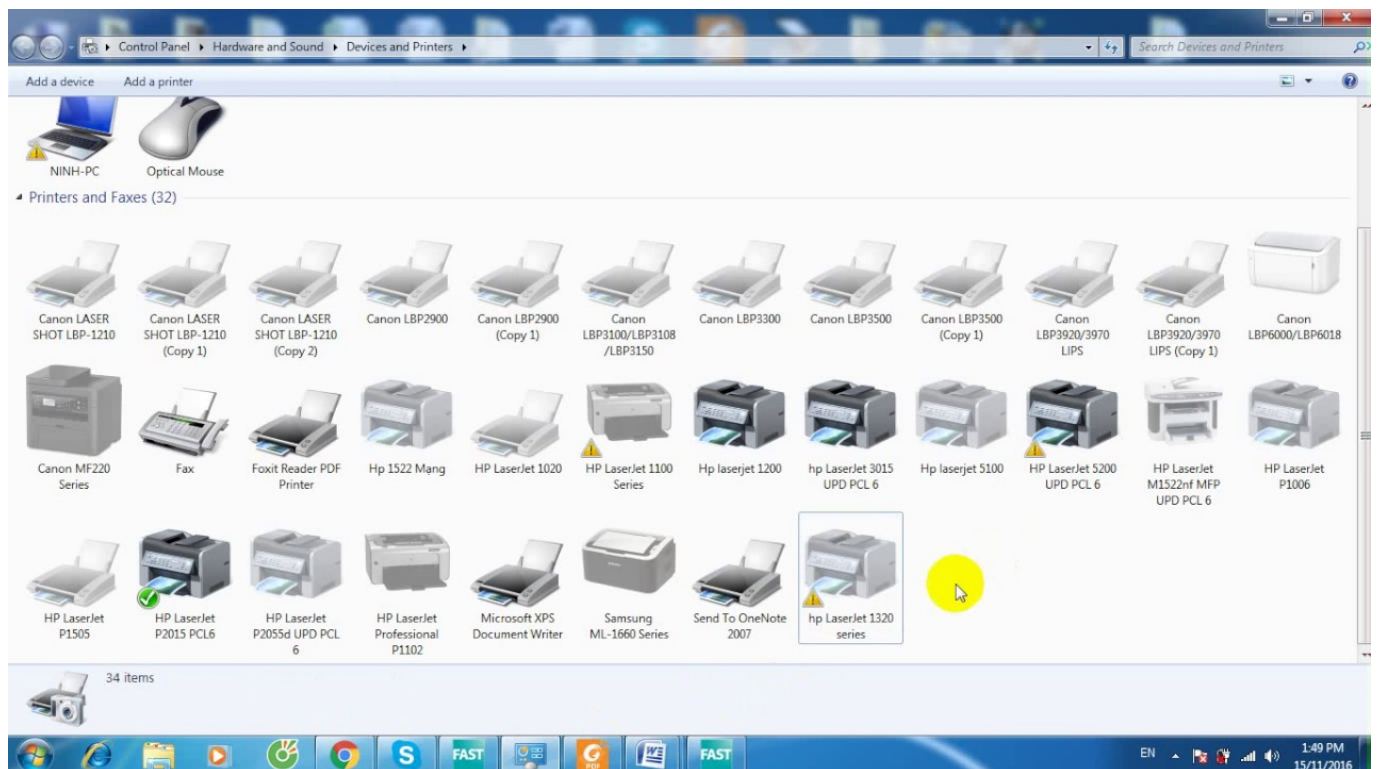 Control Panel ▸ Hardware and Sound ▸ Devices and Printers ▸
Search Devices and Printers
Add a device Add a printer
NINH-PC Optical Mouse
Printers and Faxes (32)
Canon LASER Canon LASER Canon LASER Canon LBP2900 Canon LBP2900 Canon Canon LBP3300 Canon LBP3500 Canon LBP3500 Canon Canon Canon
SHOT LBP-1210 SHOT LBP-1210 SHOT LBP-1210 (Copy 1) LBP3100/LBP3108 (Copy 1) LBP3920/3970 LBP3920/3970 LBP6000/LBP6018
(Copy 1) (Copy 2) /LBP3150 LIPS LIPS (Copy 1)
Canon MF220 Fax Foxit Reader PDF Hp 1522 Mang HP LaserJet 1020 HP LaserJet 1100 Hp laserjet 1200 hp LaserJet 3015 Hp laserjet 5100 HP LaserJet 5200 HP LaserJet HP LaserJet
Series Printer Series UPD PCL 6 UPD PCL 6 M1522nf MFP P1006
UPD PCL 6
HP LaserJet HP LaserJet HP LaserJet HP LaserJet Microsoft XPS Samsung Send To OneNote hp LaserJet 1320
P1505 P2015 PCL6 P2055d UPD PCL Professional Document Writer ML-1660 Series 2007 series
6 P1102
34 items
FAST FAST EN 1:49 PM
PDF 15/11/2016